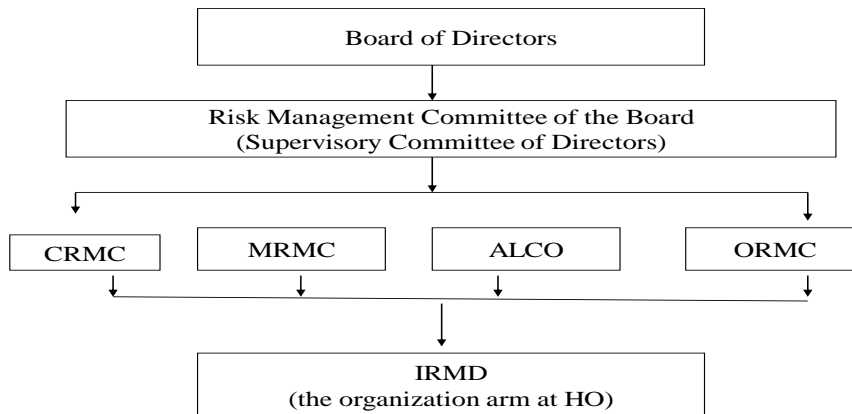 Board of Directors
Risk Management Committee of the Board
(Supervisory Committee of Directors)
CRMC
MRMC
ALCO
ORMC
IRMD
(the organization arm at HO)